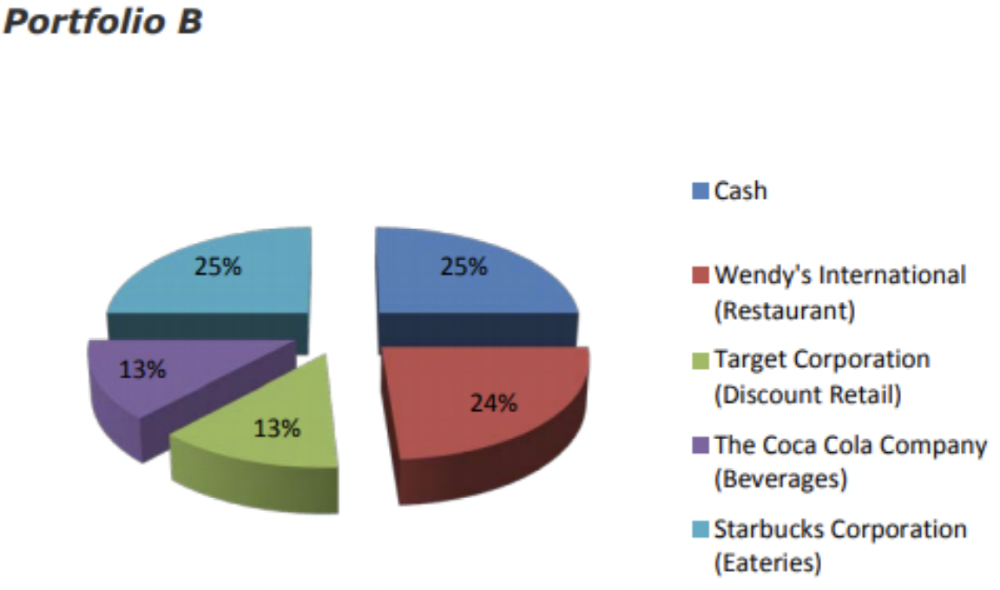 Portfolio B
25%
25%
13%
24%
13%
Cash
Wendy's International
(Restaurant)
Target Corporation
(Discount Retail)
The Coca Cola Company
(Beverages)
Starbucks Corporation
(Eateries)